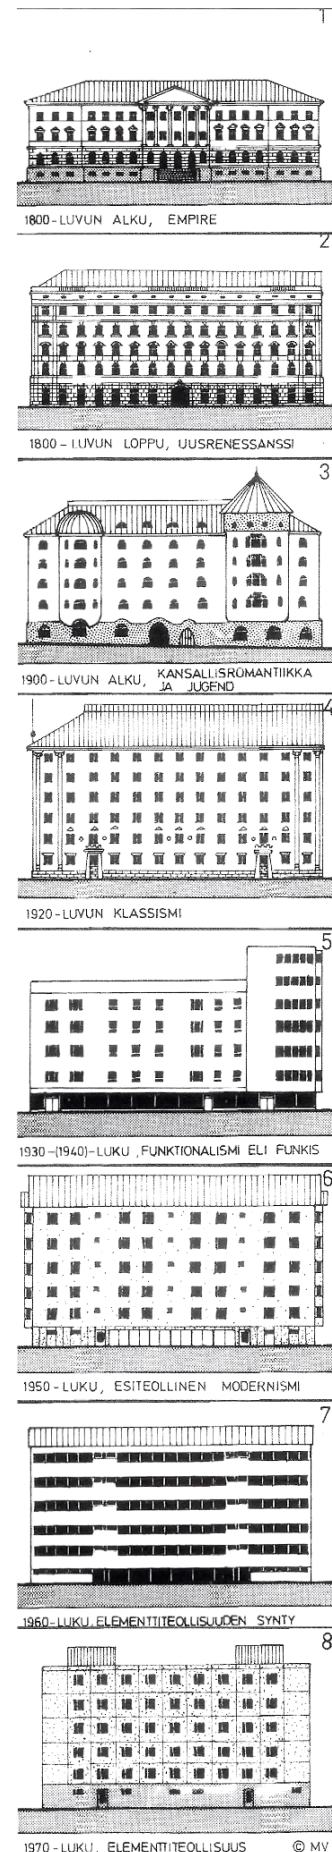 1
1800-LUVUN ALKU, EMPIRE
2
1800-LUVUN LOPPU, UUSRENESSANSSI
3
1900-LUVUN ALKU, KANSALLISROMANTIIKKA
JA JUGEND
4
1920-LUVUN KLASSISMI
5
1930-(1940)-LUKU, FUNKTIONALISMI ELI FUNKIS
6
1950-LUKU, ESITEOLLINEN MODERNISMI
7
1960-LUKU, ELEMENTTITEOLLISUUDEN SYNTY
8
1970-LUKU, ELEMENTTITEOLLISUUS © MV